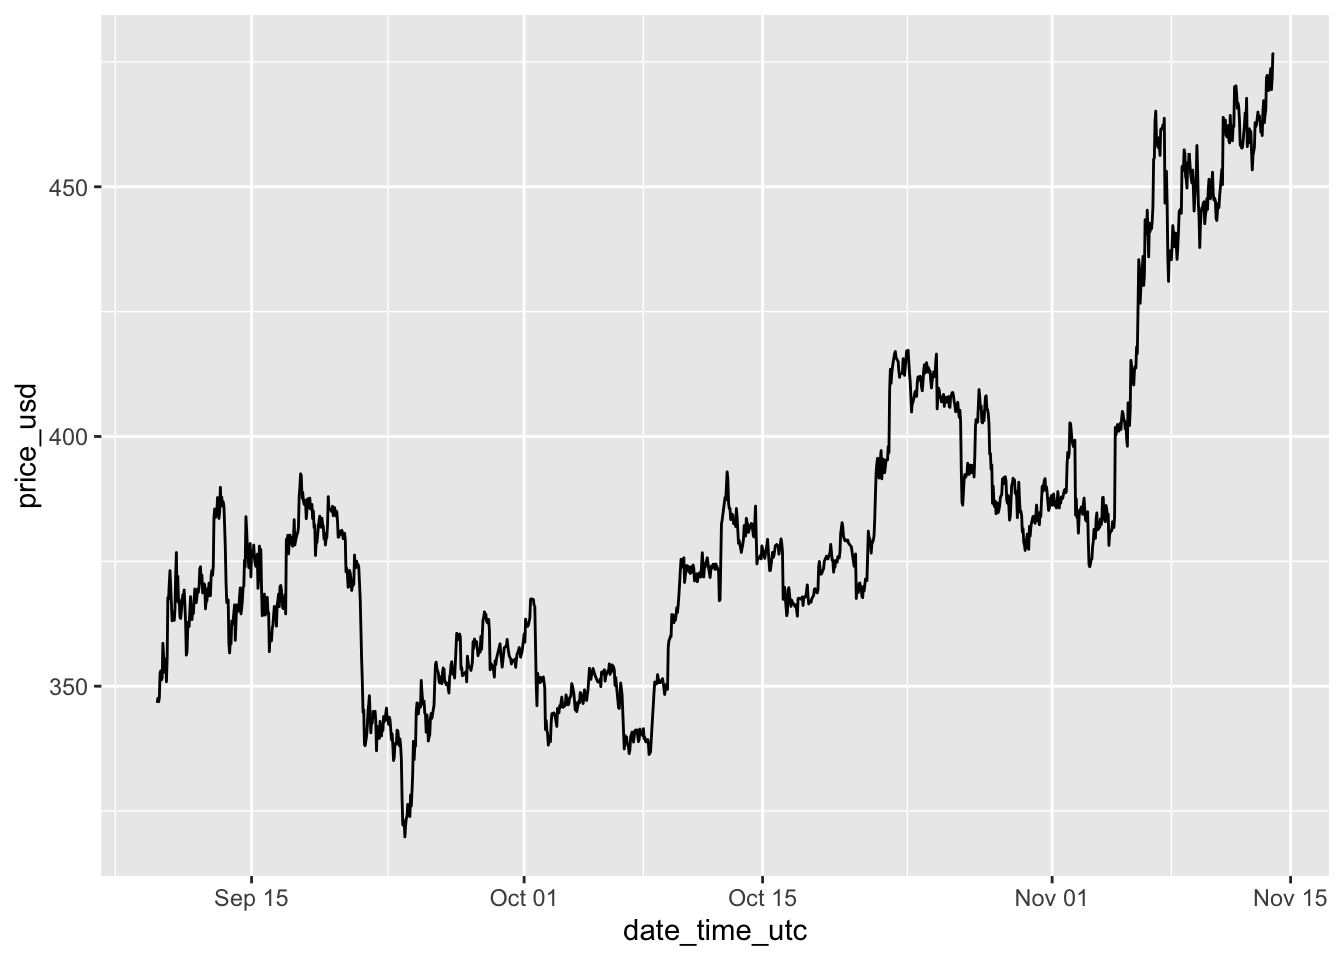 price_usd
450
400
350
Sep 15
Oct 01
Oct 15
Nov 01
Nov 15
date_time_utc